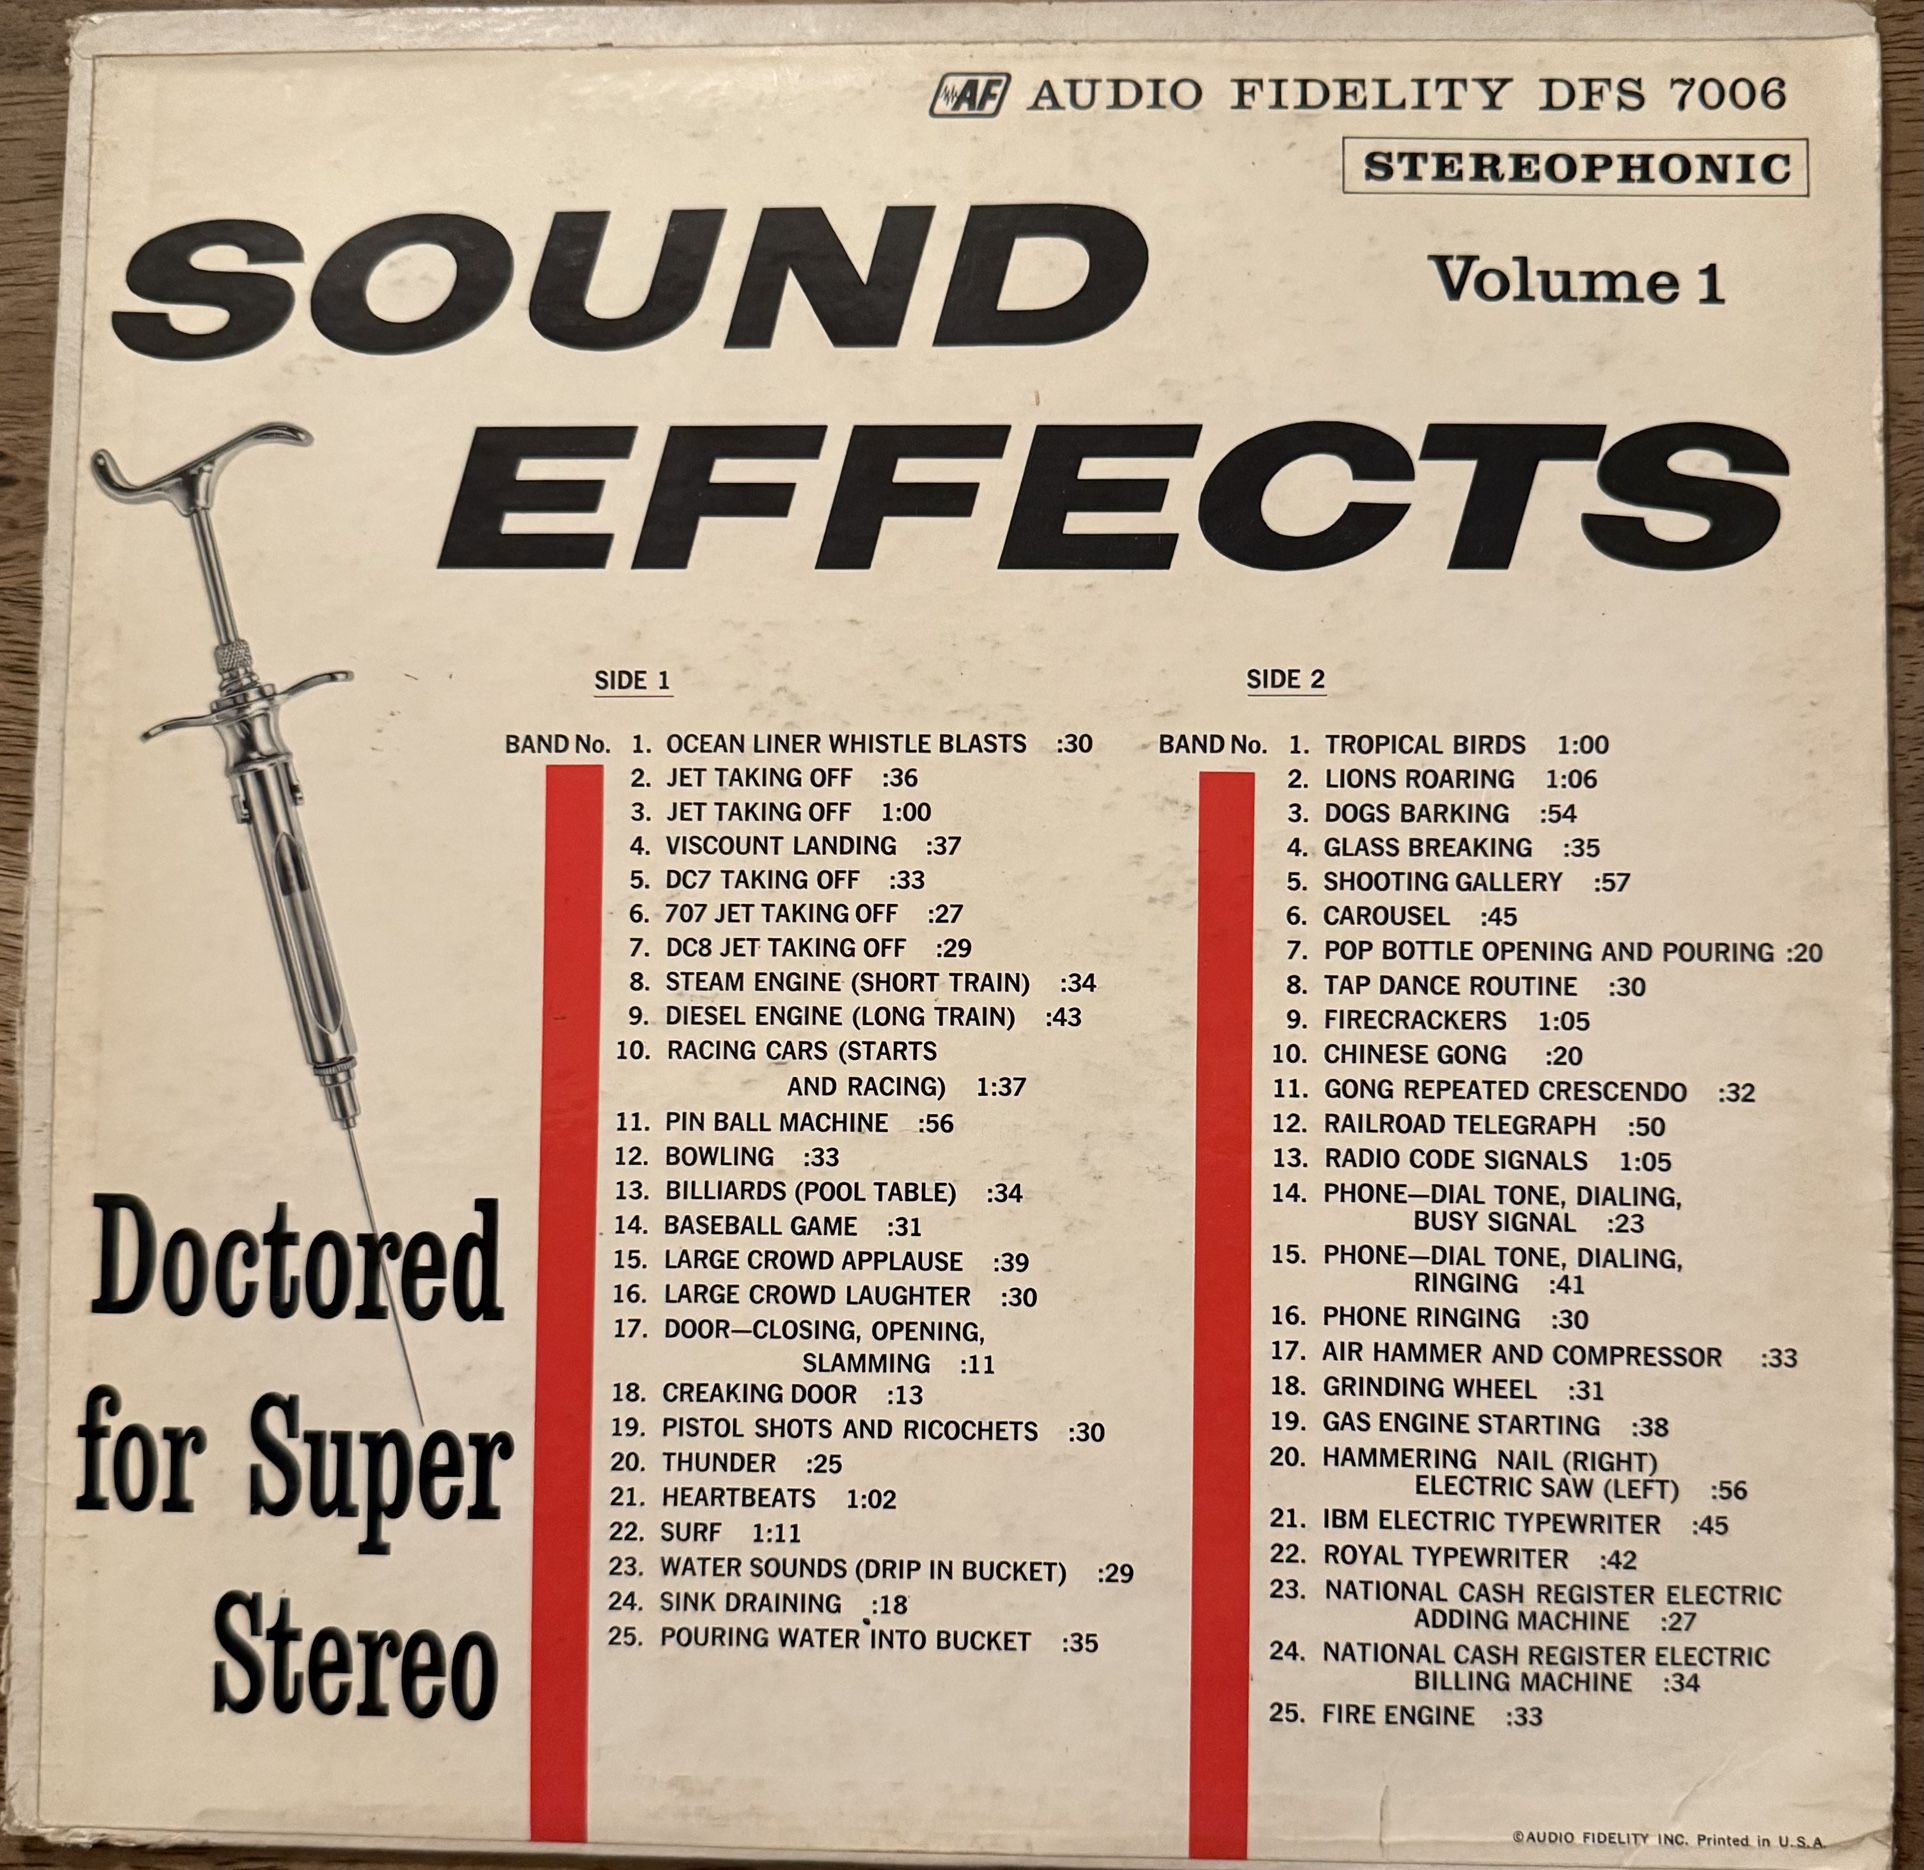 AF AUDIO FIDELITY DFS 7006
STEREOPHONIC
SOUND
Volume 1
EFFECTS
Doctored
for Super
Stereo
SIDE 1
BAND No. 1. OCEAN LINER WHISTLE BLASTS :30
2. JET TAKING OFF :36
3. JET TAKING OFF 1:00
4. VISCOUNT LANDING :37
5. DC7 TAKING OFF :33
6. 707 JET TAKING OFF :27
7. DC8 JET TAKING OFF :29
8. STEAM ENGINE (SHORT TRAIN) :34
9. DIESEL ENGINE (LONG TRAIN) :43
10. RACING CARS (STARTS
AND RACING) 1:37
11. PIN BALL MACHINE :56
12. BOWLING :33
13. BILLIARDS (POOL TABLE) :34
14. BASEBALL GAME :31
15. LARGE CROWD APPLAUSE :39
16. LARGE CROWD LAUGHTER :30
17. DOOR—CLOSING, OPENING,
SLAMMING :11
18. CREAKING DOOR :13
19. PISTOL SHOTS AND RICOCHETS :30
20. THUNDER :25
21. HEARTBEATS 1:02
22. SURF 1:11
23. WATER SOUNDS (DRIP IN BUCKET) :29
24. SINK DRAINING :18
25. POURING WATER INTO BUCKET :35
SIDE 2
BAND No. 1. TROPICAL BIRDS 1:00
2. LIONS ROARING 1:06
3. DOGS BARKING :54
4. GLASS BREAKING :35
5. SHOOTING GALLERY :57
6. CAROUSEL :45
7. POP BOTTLE OPENING AND POURING :20
8. TAP DANCE ROUTINE :30
9. FIRECRACKERS 1:05
10. CHINESE GONG :20
11. GONG REPEATED CRESCENDO :32
12. RAILROAD TELEGRAPH :50
13. RADIO CODE SIGNALS 1:05
14. PHONE—DIAL TONE, DIALING,
BUSY SIGNAL :23
15. PHONE—DIAL TONE, DIALING,
RINGING :41
16. PHONE RINGING :30
17. AIR HAMMER AND COMPRESSOR :33
18. GRINDING WHEEL :31
19. GAS ENGINE STARTING :38
20. HAMMERING NAIL (RIGHT)
ELECTRIC SAW (LEFT) :56
21. IBM ELECTRIC TYPEWRITER :45
22. ROYAL TYPEWRITER :42
23. NATIONAL CASH REGISTER ELECTRIC
ADDING MACHINE :27
24. NATIONAL CASH REGISTER ELECTRIC
BILLING MACHINE :34
25. FIRE ENGINE :33
©AUDIO FIDELITY INC. Printed in U.S.A.